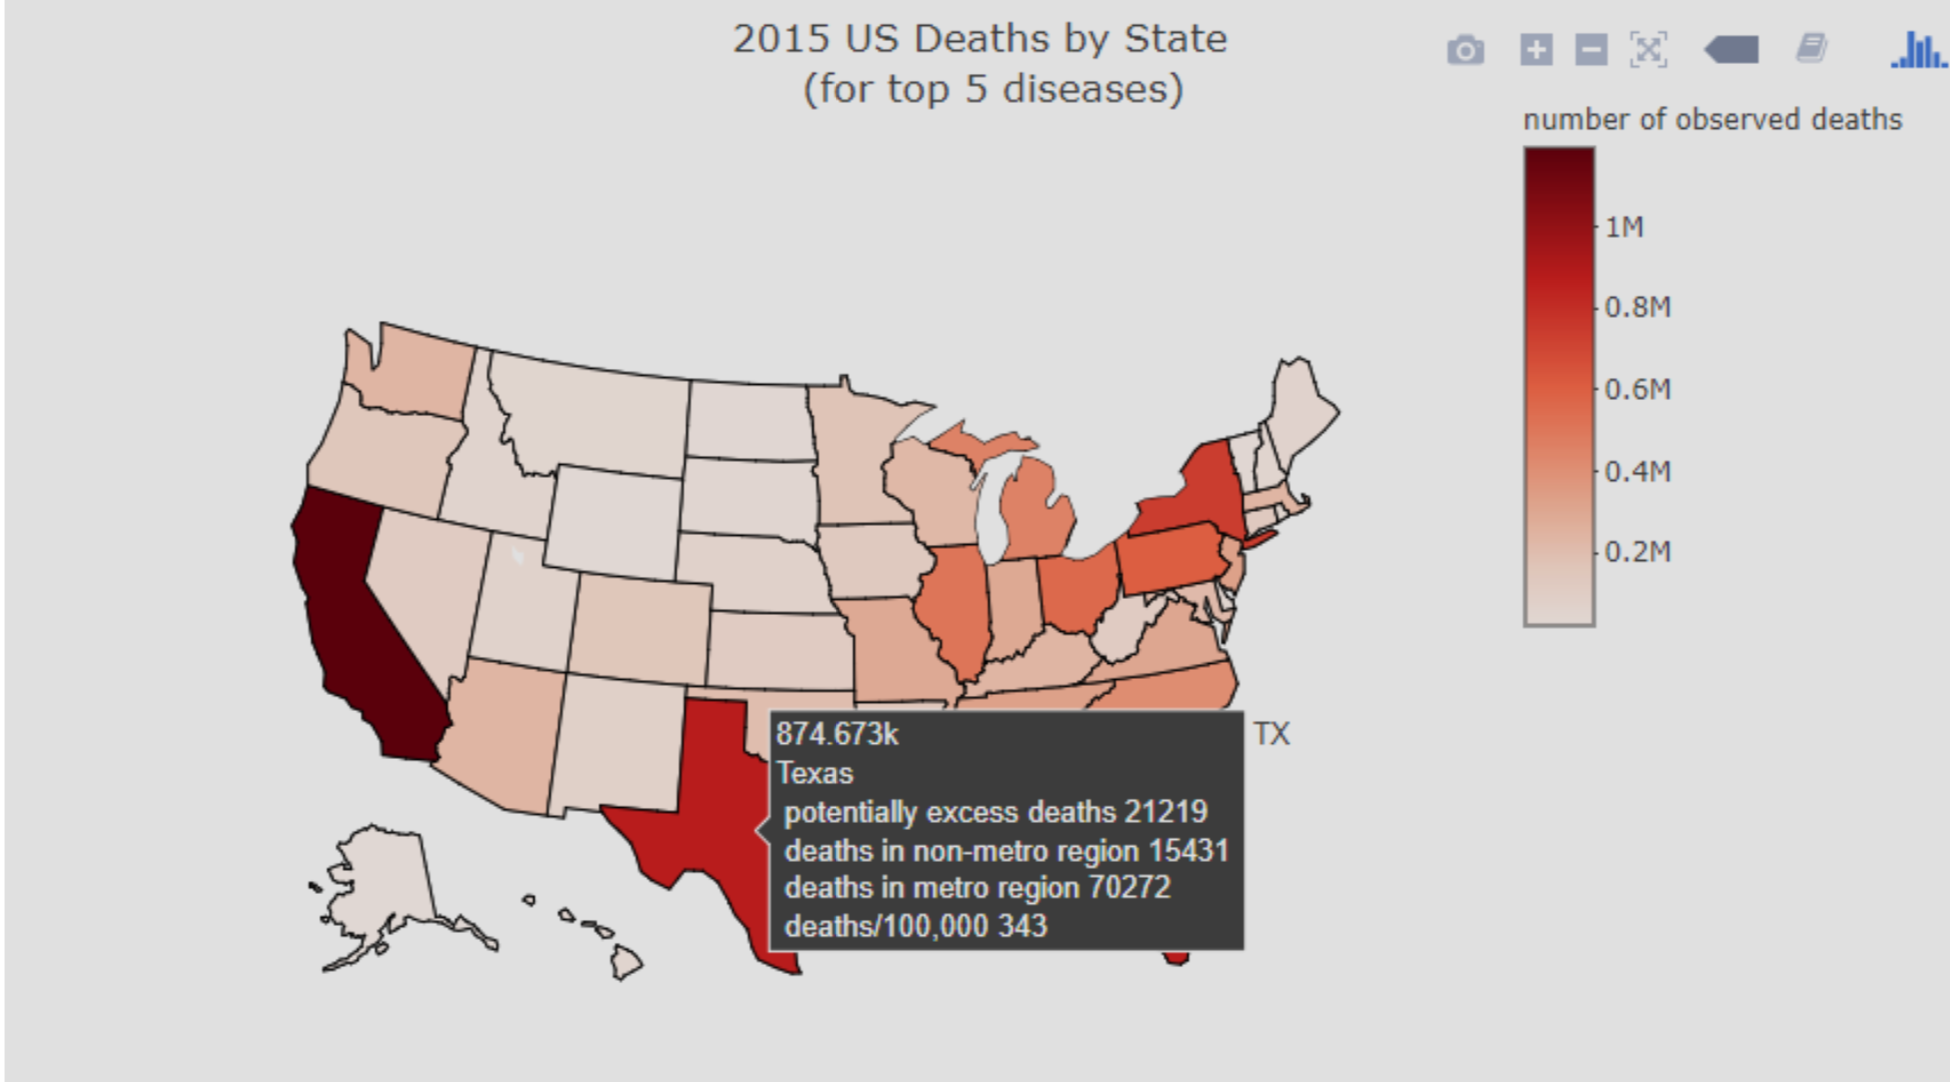 2015 US Deaths by State
(for top 5 diseases)
number of observed deaths
1M
0.8M
0.6M
0.4M
0.2M
874.673k
TX
Texas
potentially excess deaths 21219
deaths in non-metro region 15431
deaths in metro region 70272
deaths/100,000 343